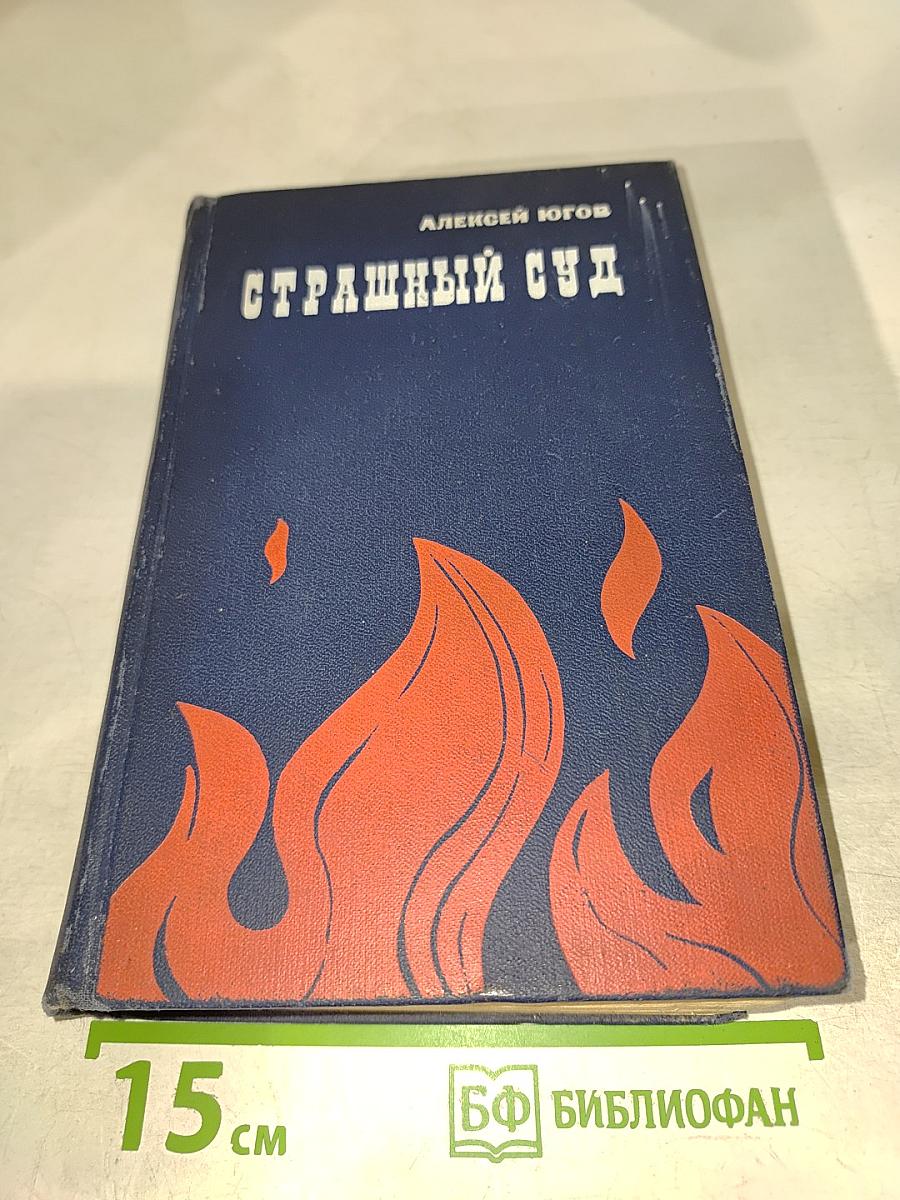 АЛЕКСЕЙ ЮГОВ
СТРАШНЫЙ СУД
15 см
БФ БИБЛИОФАН